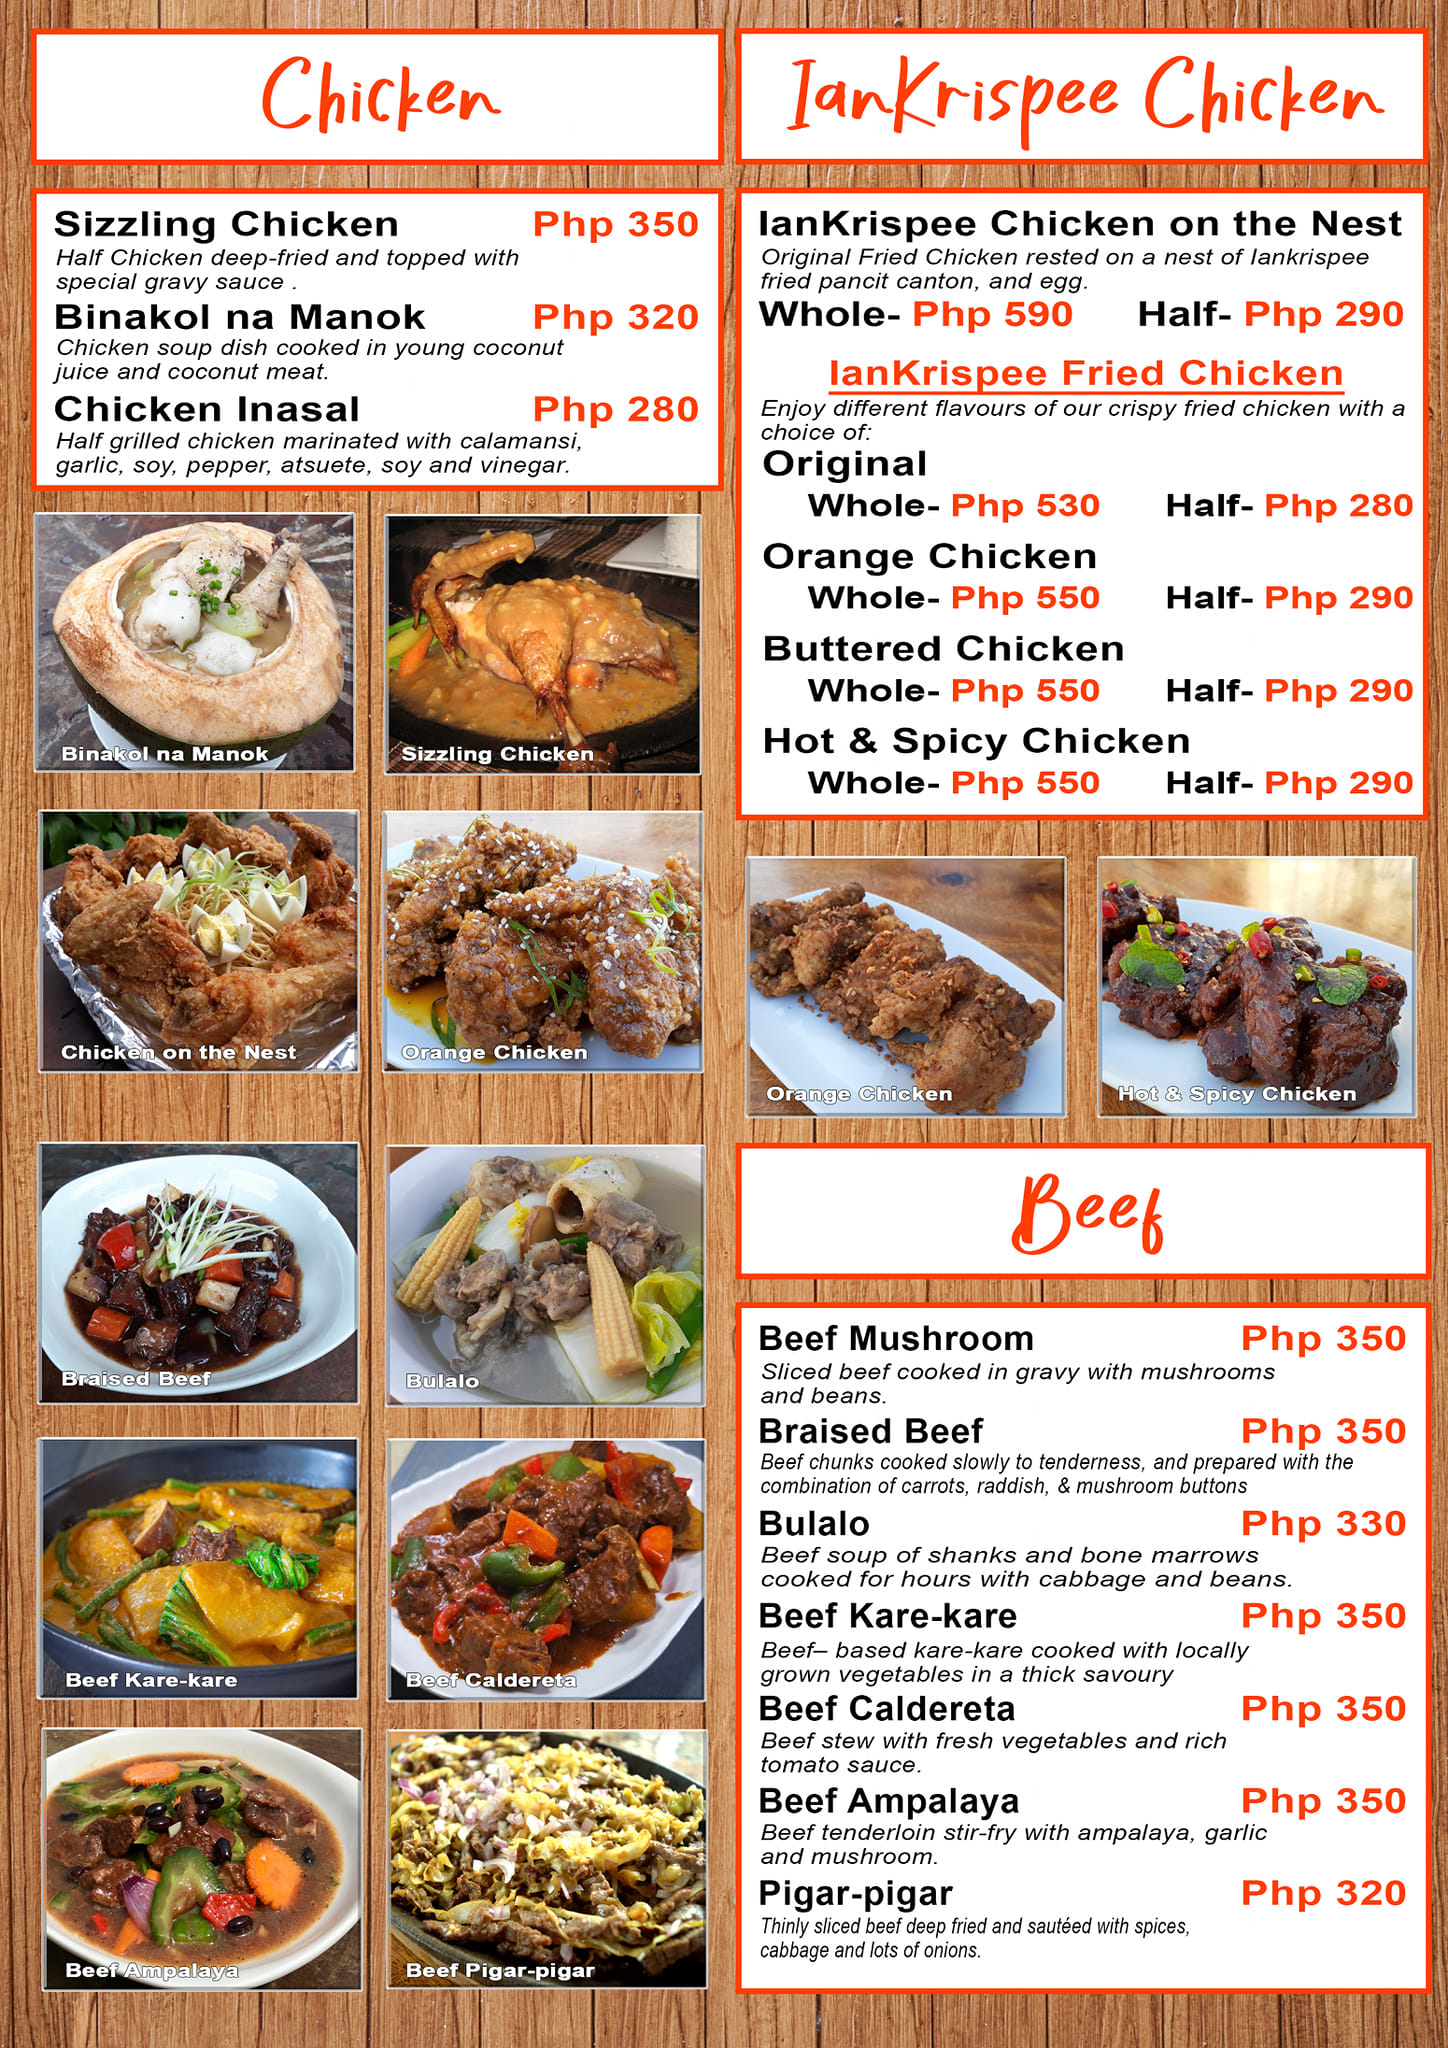 Chicken
Sizzling Chicken Php 350
Half Chicken deep-fried and topped with
special gravy sauce .
Binakol na Manok Php 320
Chicken soup dish cooked in young coconut
juice and coconut meat.
Chicken Inasal Php 280
Half grilled chicken marinated with calamansi,
garlic, soy, pepper, atsuete, soy and vinegar.
Binakol na Manok
Sizzling Chicken
Chicken on the Nest
Orange Chicken
IanKrispee Chicken
IanKrispee Chicken on the Nest
Original Fried Chicken rested on a nest of Iankrispee
fried pancit canton, and egg.
Whole- Php 590 Half- Php 290
IanKrispee Fried Chicken
Enjoy different flavours of our crispy fried chicken with a
choice of:
Original
Whole- Php 530 Half- Php 280
Orange Chicken
Whole- Php 550 Half- Php 290
Buttered Chicken
Whole- Php 550 Half- Php 290
Hot & Spicy Chicken
Whole- Php 550 Half- Php 290
Orange Chicken
Hot & Spicy Chicken
Braised Beef
Bulalo
Beef Kare-kare
Beef Caldereta
Beef Ampalaya
Beef Pigar-pigar
Beef
Beef Mushroom Php 350
Sliced beef cooked in gravy with mushrooms
and beans.
Braised Beef Php 350
Beef chunks cooked slowly to tenderness, and prepared with the
combination of carrots, raddish, & mushroom buttons
Bulalo Php 330
Beef soup of shanks and bone marrows
cooked for hours with cabbage and beans.
Beef Kare-kare Php 350
Beef– based kare-kare cooked with locally
grown vegetables in a thick savoury
Beef Caldereta Php 350
Beef stew with fresh vegetables and rich
tomato sauce.
Beef Ampalaya Php 350
Beef tenderloin stir-fry with ampalaya, garlic
and mushroom.
Pigar-pigar Php 320
Thinly sliced beef deep fried and sautéed with spices,
cabbage and lots of onions.